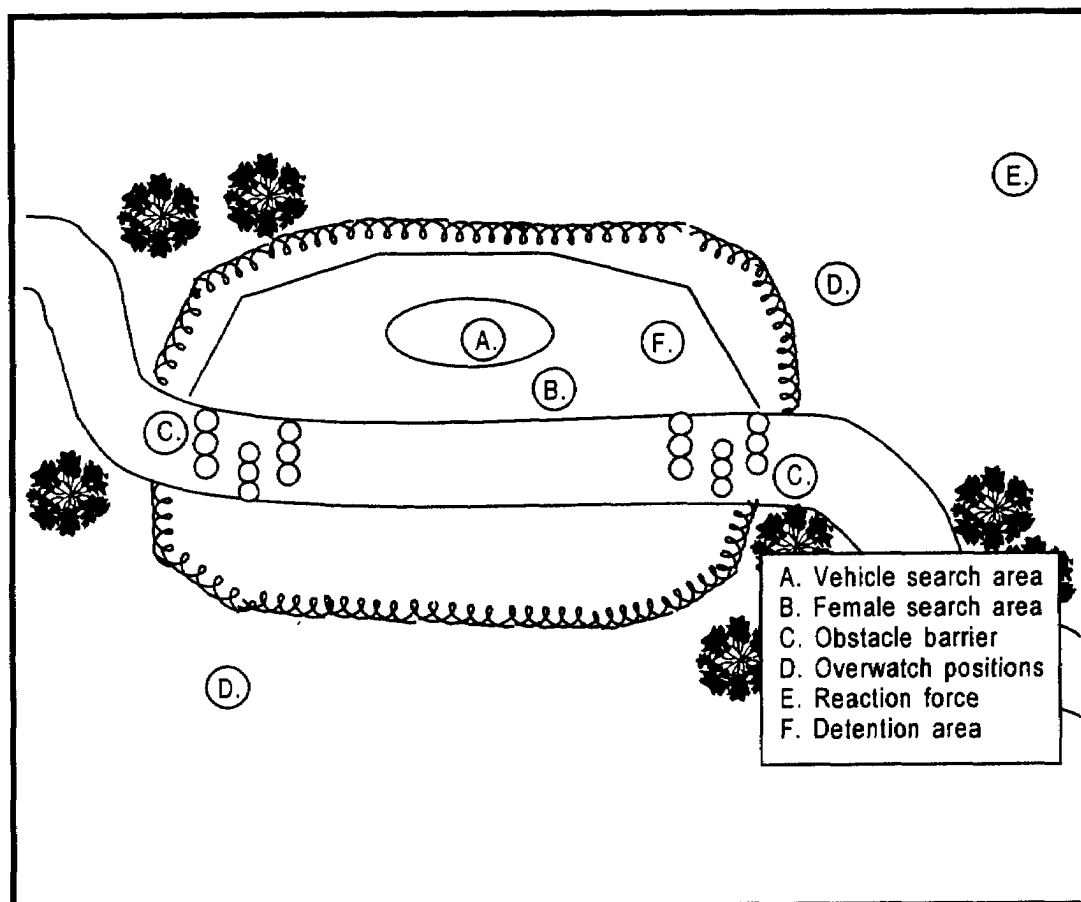 E.
D.
A.
F.
B.
C.
C.
D.
A. Vehicle search area
B. Female search area
C. Obstacle barrier
D. Overwatch positions
E. Reaction force
F. Detention area